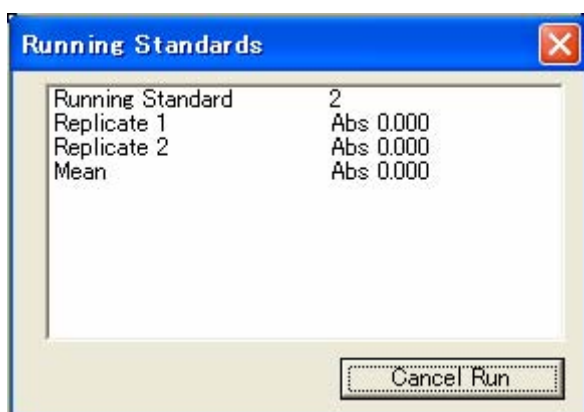 Running Standards
Running Standard 2
Replicate 1 Abs 0.000
Replicate 2 Abs 0.000
Mean Abs 0.000
Cancel Run